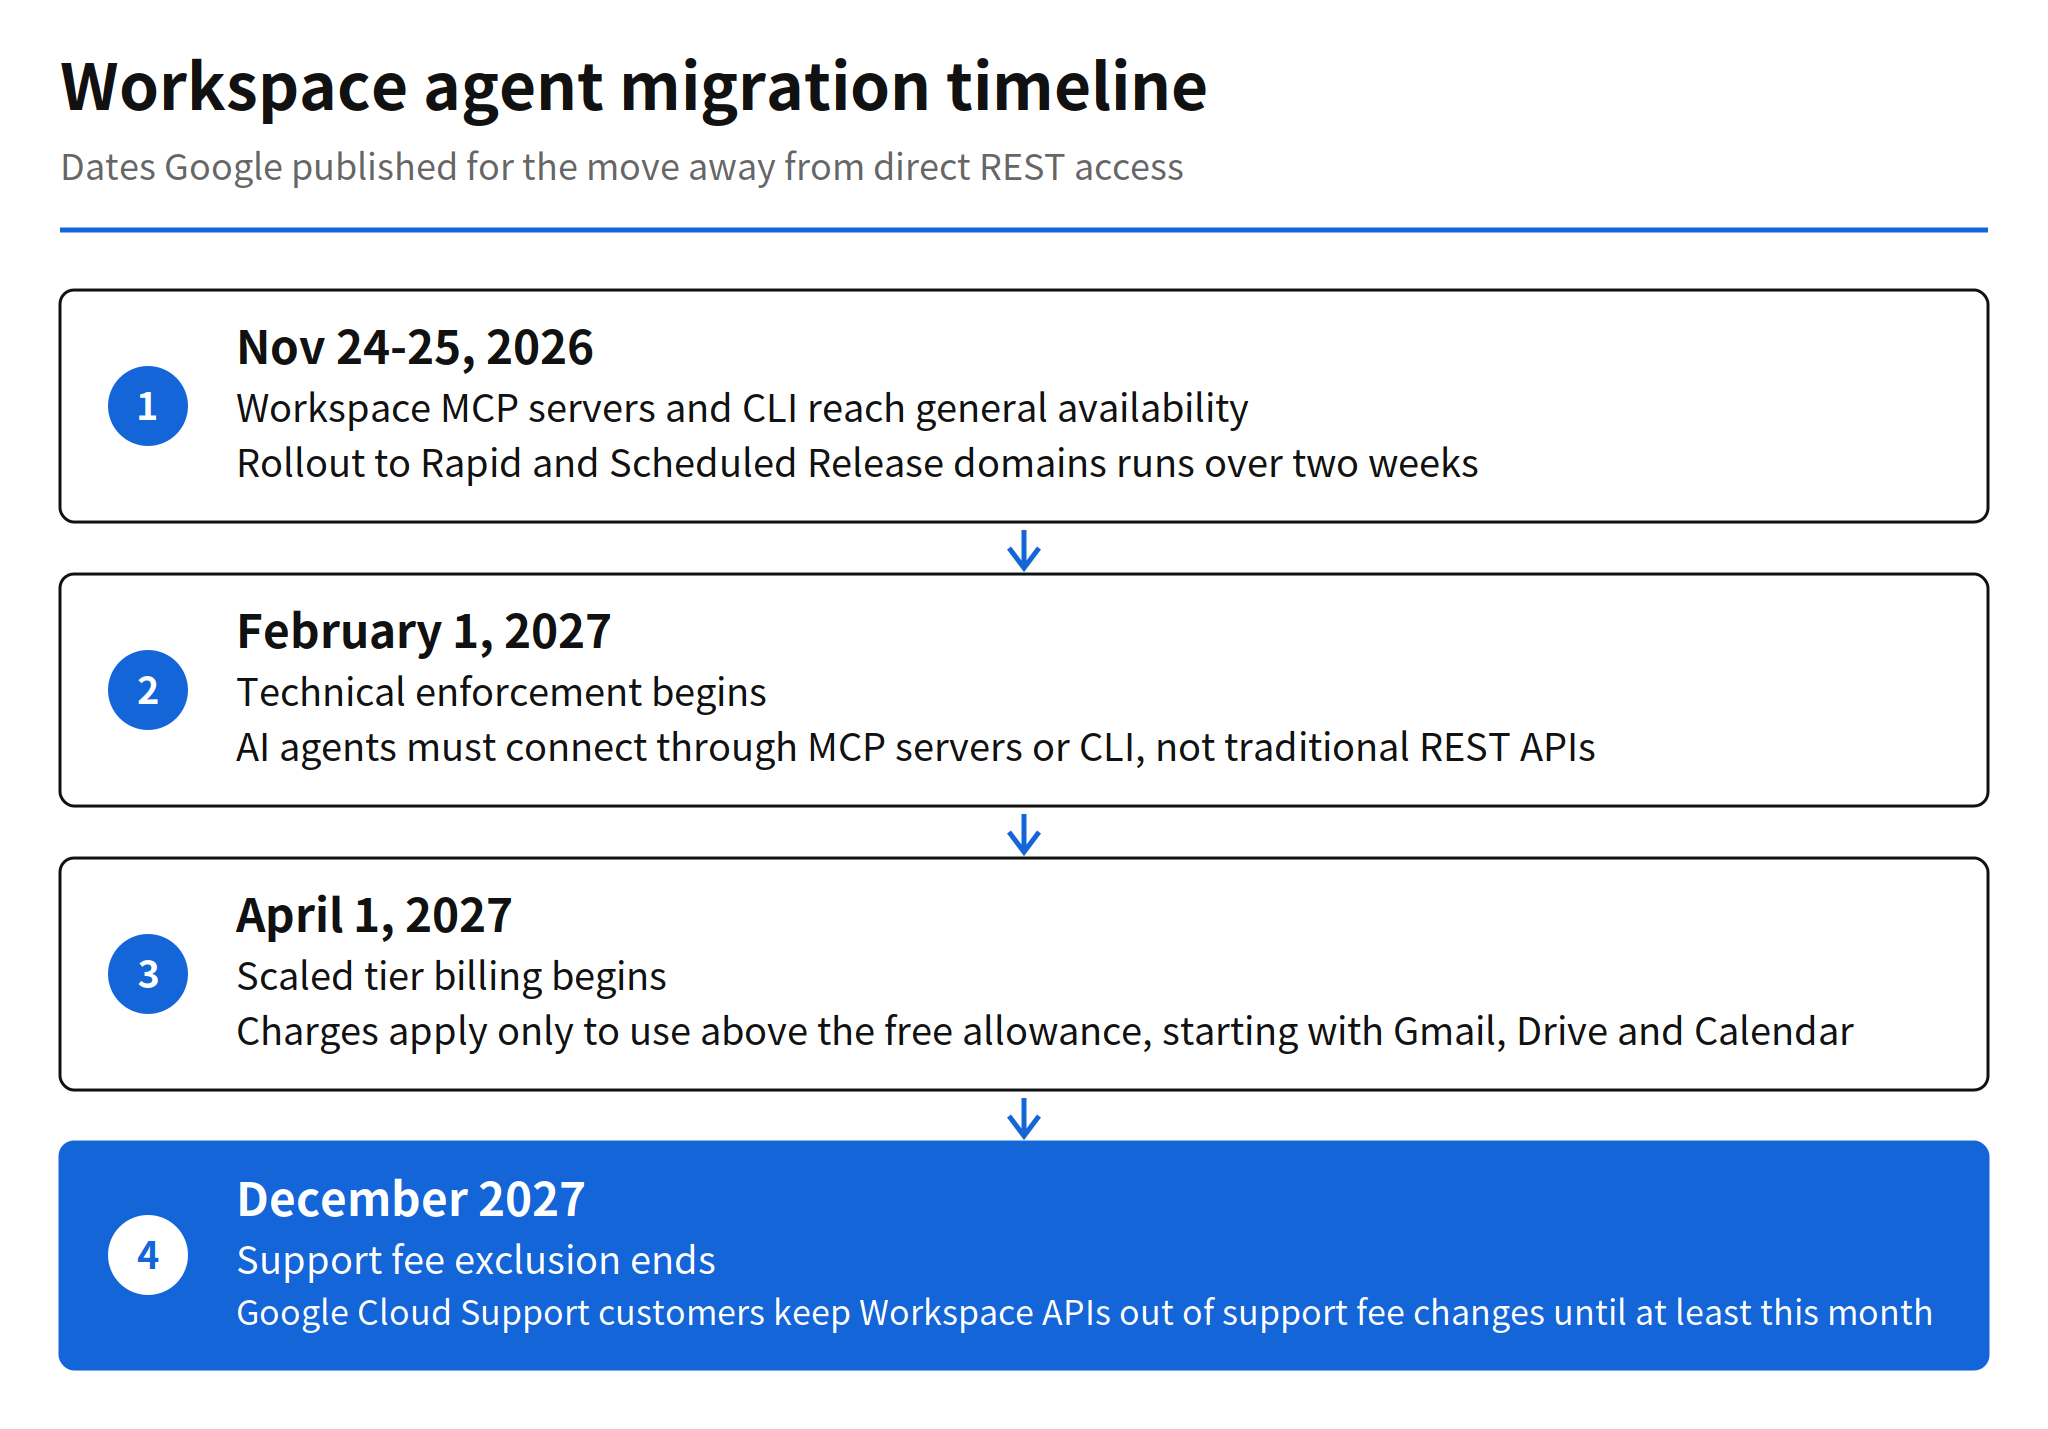 Workspace agent migration timeline
Dates Google published for the move away from direct REST access
1
Nov 24-25, 2026
Workspace MCP servers and CLI reach general availability
Rollout to Rapid and Scheduled Release domains runs over two weeks
2
February 1, 2027
Technical enforcement begins
AI agents must connect through MCP servers or CLI, not traditional REST APIs
3
April 1, 2027
Scaled tier billing begins
Charges apply only to use above the free allowance, starting with Gmail, Drive and Calendar
4
December 2027
Support fee exclusion ends
Google Cloud Support customers keep Workspace APIs out of support fee changes until at least this month